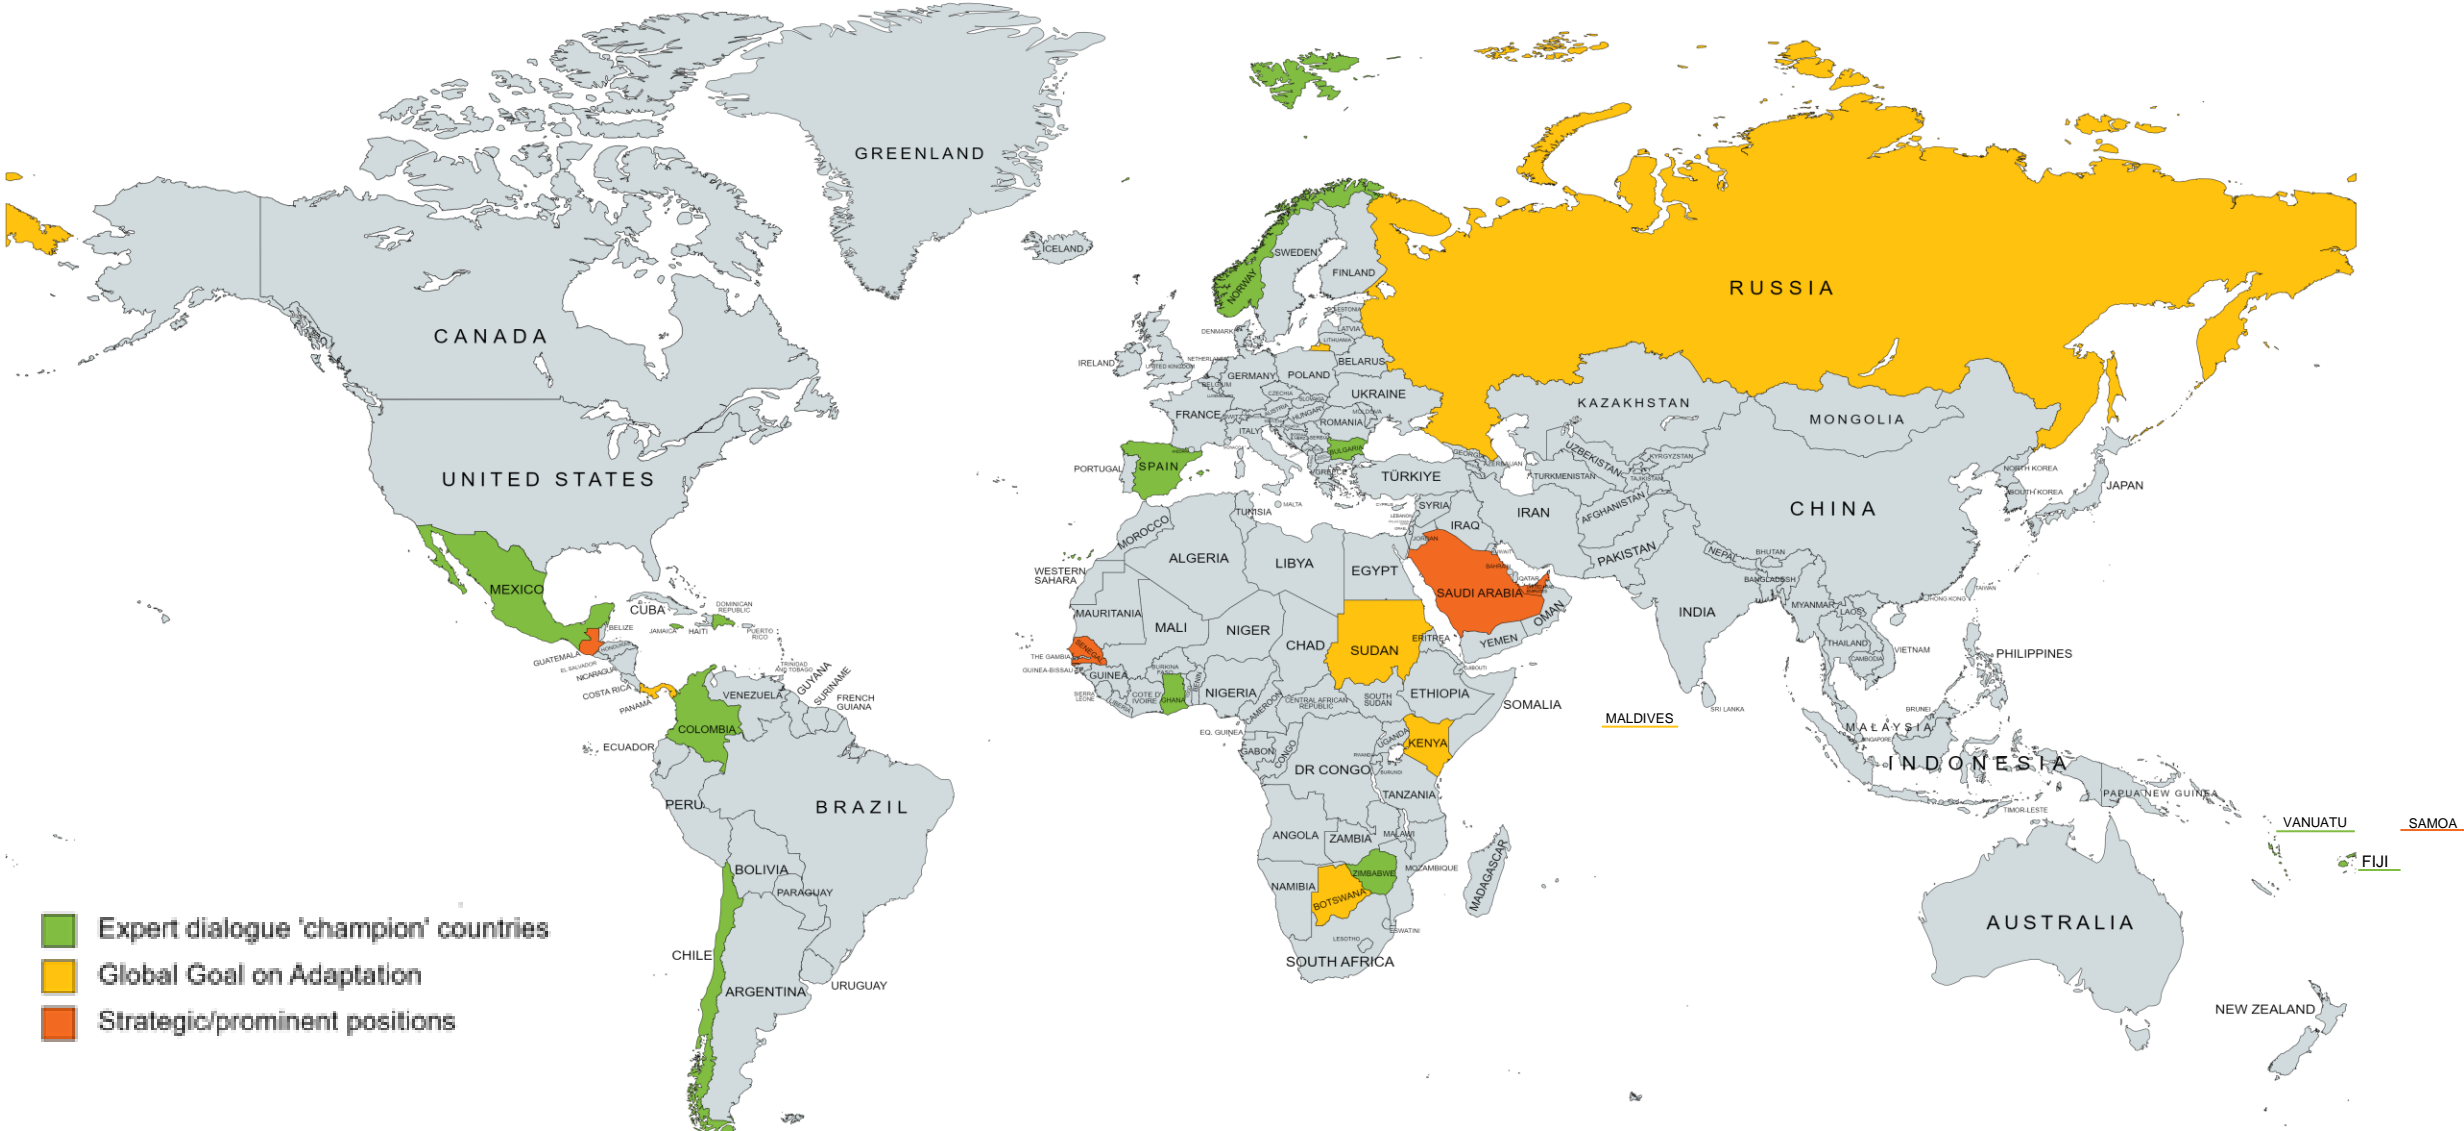 GREENLAND
ICELAND
SWEDEN
FINLAND
NORWAY
RUSSIA
CANADA
ESTONIA
LATVIA
LITHUANIA
DENMARK
IRELAND
UNITED KINGDOM
NETHERLANDS
BELARUS
GERMANY
POLAND
BELGIUM
UKRAINE
CZECHIA
KAZAKHSTAN
MONGOLIA
FRANCE
AUSTRIA
HUNGARY
MOLDOVA
ROMANIA
ITALY
BULGARIA
GEORGIA
AZERBAIJAN
UZBEKISTAN
KYRGYZSTAN
PORTUGAL
SPAIN
GREECE
TÜRKIYE
TURKMENISTAN
TAJIKISTAN
NORTH KOREA
SOUTH KOREA
JAPAN
UNITED STATES
CHINA
MALTA
TUNISIA
CYPRUS
SYRIA
LEBANON
ISRAEL
IRAQ
IRAN
AFGHANISTAN
MOROCCO
JORDAN
KUWAIT
PAKISTAN
NEPAL
BHUTAN
ALGERIA
LIBYA
EGYPT
WESTERN
SAHARA
BAHRAIN
QATAR
BANGLADESH
TAIWAN
HONG KONG
MEXICO
CUBA
DOMINICAN
REPUBLIC
SAUDI ARABIA
OMAN
INDIA
MYANMAR
LAOS
MAURITANIA
MALI
NIGER
CHAD
SUDAN
ERITREA
YEMEN
BELIZE
JAMAICA
HAITI
PUERTO
RICO
THAILAND
VIETNAM
PHILIPPINES
CAMBODIA
GUATEMALA
HONDURAS
EL SALVADOR
NICARAGUA
COSTA RICA
PANAMA
TRINIDAD
AND TOBAGO
VENEZUELA
GUYANA
SURINAME
FRENCH
GUIANA
SENEGAL
THE GAMBIA
GUINEA-BISSAU
GUINEA
SIERRA
LEONE
LIBERIA
COTE D'
IVOIRE
BURKINA
FASO
GHANA
BENIN
NIGERIA
CAMEROON
CENTRAL AFRICAN
REPUBLIC
SOUTH
SUDAN
ETHIOPIA
DJIBOUTI
SOMALIA
SRI LANKA
MALDIVES
BRUNEI
MALAYSIA
SINGAPORE
COLOMBIA
ECUADOR
EQ. GUINEA
GABON
CONGO
DR CONGO
UGANDA
KENYA
RWANDA
BURUNDI
TANZANIA
INDONESIA
PAPUA NEW GUINEA
TIMOR-LESTE
PERU
BRAZIL
ANGOLA
ZAMBIA
MALAWI
VANUATU
SAMOA
FIJI
BOLIVIA
PARAGUAY
NAMIBIA
BOTSWANA
ZIMBABWE
MOZAMBIQUE
MADAGASCAR
ESWATINI
LESOTHO
SOUTH AFRICA
AUSTRALIA
NEW ZEALAND
CHILE
ARGENTINA
URUGUAY
Expert dialogue 'champion' countries
Global Goal on Adaptation
Strategic/prominent positions